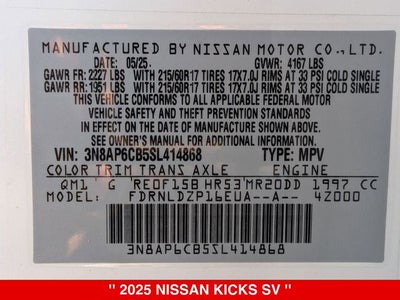 MANUFACTURED BY NISSAN MOTOR CO.,LTD.
DATE: 05/25. GVWR: 4167 LBS
GAWR FR: 2227 LBS WITH 215/60R17 TIRES 17X7.0J RIMS AT 33 PSI COLD SINGLE
GAWR RR: 1951 LBS WITH 215/60R17 TIRES 17X7.0J RIMS AT 33 PSI COLD SINGLE
THIS VEHICLE CONFORMS TO ALL APPLICABLE FEDERAL MOTOR
VEHICLE SAFETY AND THEFT PREVENTION STANDARDS
IN EFFECT ON THE DATE OF MANUFACTURE SHOWN ABOVE.
SEE OWNER'S MANUAL FOR ADDITIONAL INFORMATION.
VIN: 3N8AP6CB5SL414868 TYPE: MPV
COLOR TRIM TRANS AXLE ENGINE
QM1 G RE0F15B HR53 MR20DD 1997 CC
MODEL: FDRNLDZP16EUA--A-- 4Z000
3N8AP6CB5SL414868
" 2025 NISSAN KICKS SV "